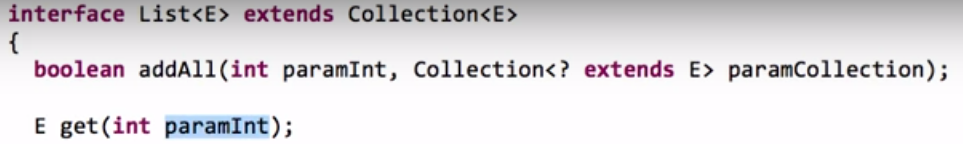 interface List<E> extends Collection<E>
{
boolean addAll(int paramInt, Collection<? extends E> paramCollection);
E get(int paramInt);